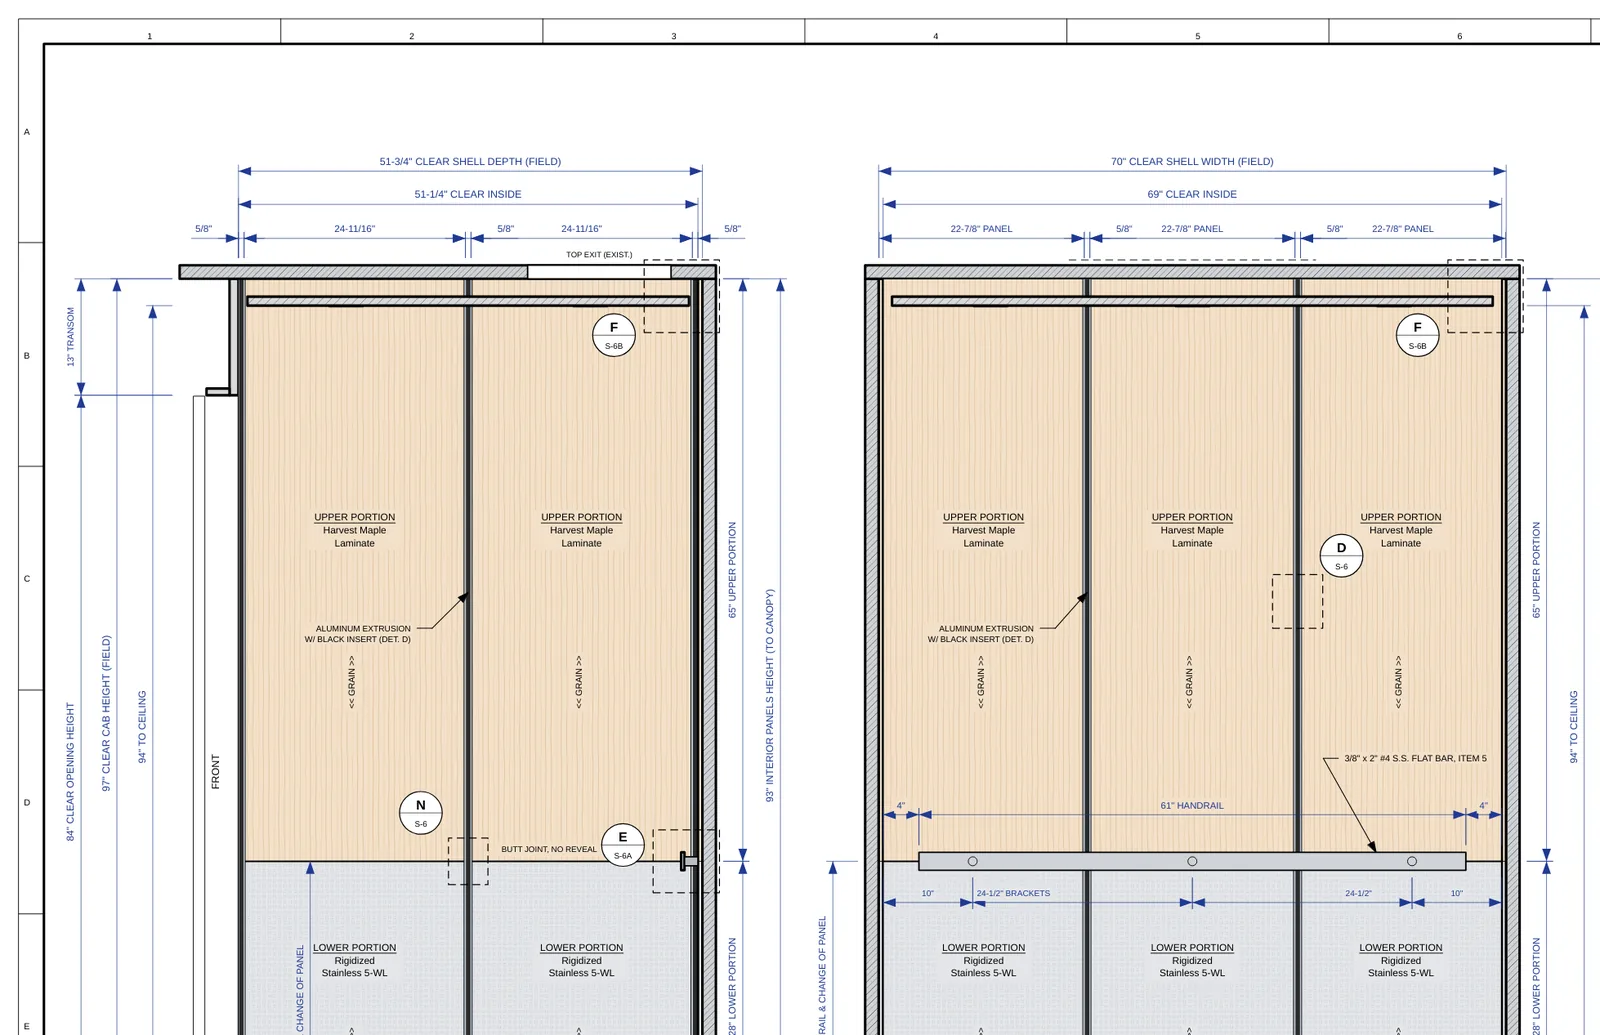 1 2 3 4 5 6
A
B
C
D
E
51-3/4" CLEAR SHELL DEPTH (FIELD)
51-1/4" CLEAR INSIDE
5/8" 24-11/16" 5/8" 24-11/16" 5/8"
TOP EXIT (EXIST.)
13" TRANSOM
84" CLEAR OPENING HEIGHT
97" CLEAR CAB HEIGHT (FIELD)
94" TO CEILING
FRONT
F
S-6B
UPPER PORTION
Harvest Maple
Laminate
UPPER PORTION
Harvest Maple
Laminate
ALUMINUM EXTRUSION
W/ BLACK INSERT (DET. D)
<< GRAIN >>
<< GRAIN >>
N
S-6
BUTT JOINT, NO REVEAL
E
S-6A
CHANGE OF PANEL
LOWER PORTION
Rigidized
Stainless 5-WL
LOWER PORTION
Rigidized
Stainless 5-WL
65" UPPER PORTION
28" LOWER PORTION
93" INTERIOR PANELS HEIGHT (TO CANOPY)
70" CLEAR SHELL WIDTH (FIELD)
69" CLEAR INSIDE
22-7/8" PANEL 5/8" 22-7/8" PANEL 5/8" 22-7/8" PANEL
F
S-6B
UPPER PORTION
Harvest Maple
Laminate
UPPER PORTION
Harvest Maple
Laminate
UPPER PORTION
Harvest Maple
Laminate
D
S-6
ALUMINUM EXTRUSION
W/ BLACK INSERT (DET. D)
<< GRAIN >>
<< GRAIN >>
<< GRAIN >>
3/8" x 2" #4 S.S. FLAT BAR, ITEM 5
4" 61" HANDRAIL 4"
10" 24-1/2" BRACKETS 24-1/2" 10"
RAIL & CHANGE OF PANEL
LOWER PORTION
Rigidized
Stainless 5-WL
LOWER PORTION
Rigidized
Stainless 5-WL
LOWER PORTION
Rigidized
Stainless 5-WL
65" UPPER PORTION
28" LOWER PORTION
94" TO CEILING